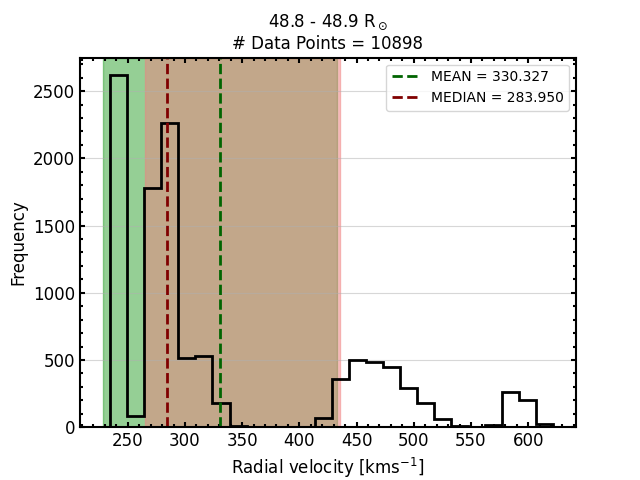 48.8 - 48.9 R⊙
# Data Points = 10898
MEAN = 330.327
MEDIAN = 283.950
Frequency
2500
2000
1500
1000
500
0
250 300 350 400 450 500 550 600
Radial velocity [kms⁻¹]